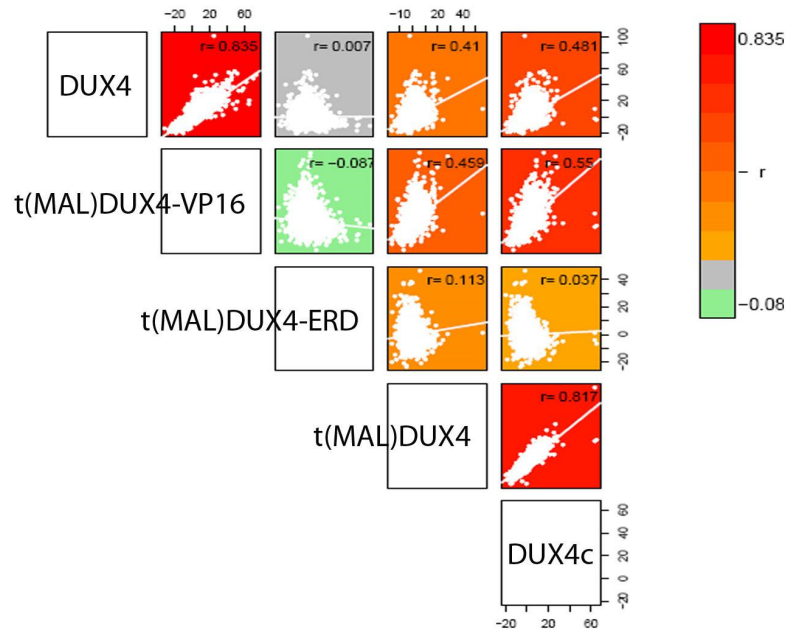 −20 20 60
−10 20 40
DUX4
r= 0.835
r= 0.007
r= 0.41
r= 0.481
−20 20 60 100
0.835
t(MAL)DUX4-VP16
r= −0.087
r= 0.459
r= 0.55
− r
t(MAL)DUX4-ERD
r= 0.113
r= 0.037
−20 0 20 40
−0.08
t(MAL)DUX4
r= 0.817
DUX4c
−20 0 20 40 60
−20 20 60